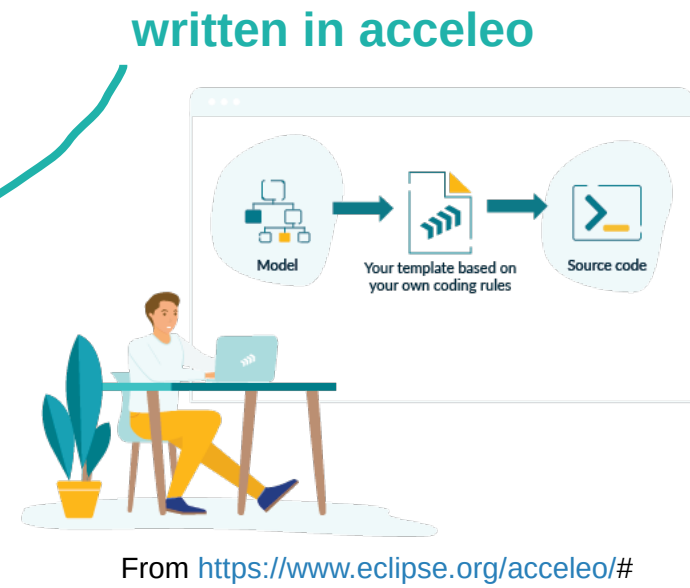 written in acceleo
Model
Your template based on
your own coding rules
Source code
From https://www.eclipse.org/acceleo/#